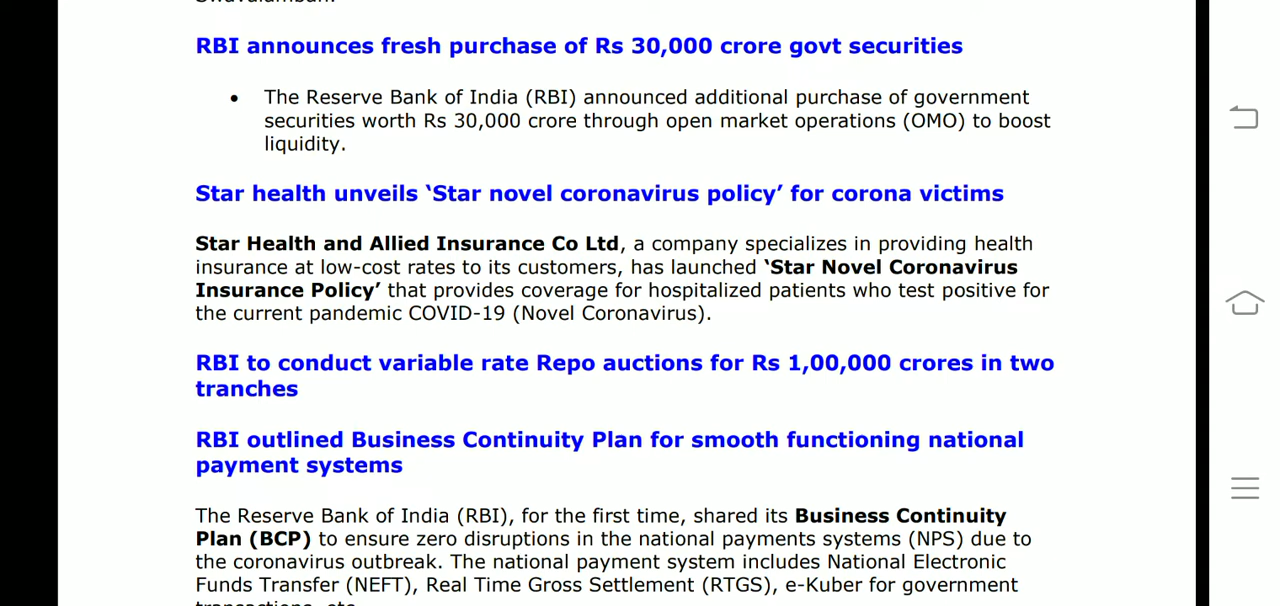 RBI announces fresh purchase of Rs 30,000 crore govt securities
• The Reserve Bank of India (RBI) announced additional purchase of government
securities worth Rs 30,000 crore through open market operations (OMO) to boost
liquidity.
Star health unveils ‘Star novel coronavirus policy’ for corona victims
Star Health and Allied Insurance Co Ltd, a company specializes in providing health
insurance at low-cost rates to its customers, has launched ‘Star Novel Coronavirus
Insurance Policy’ that provides coverage for hospitalized patients who test positive for
the current pandemic COVID-19 (Novel Coronavirus).
RBI to conduct variable rate Repo auctions for Rs 1,00,000 crores in two
tranches
RBI outlined Business Continuity Plan for smooth functioning national
payment systems
The Reserve Bank of India (RBI), for the first time, shared its Business Continuity
Plan (BCP) to ensure zero disruptions in the national payments systems (NPS) due to
the coronavirus outbreak. The national payment system includes National Electronic
Funds Transfer (NEFT), Real Time Gross Settlement (RTGS), e-Kuber for government